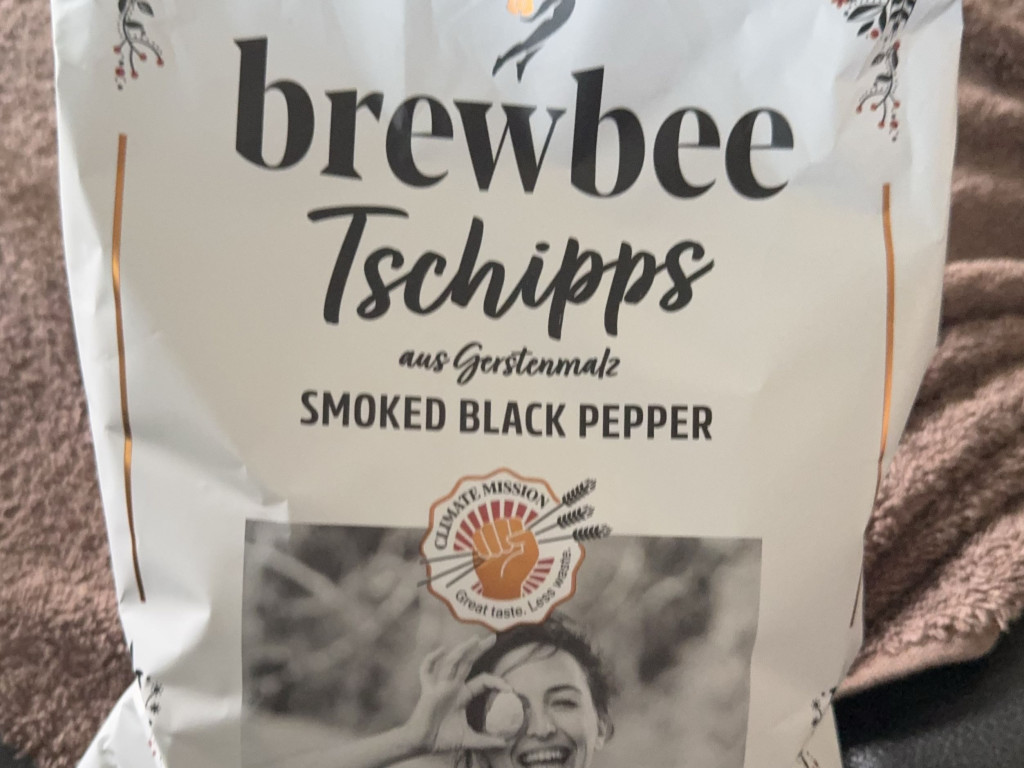 brewbee
Tschipps
aus Gerstenmalz
SMOKED BLACK PEPPER
CLIMATE MISSION
Great taste. Less waste.